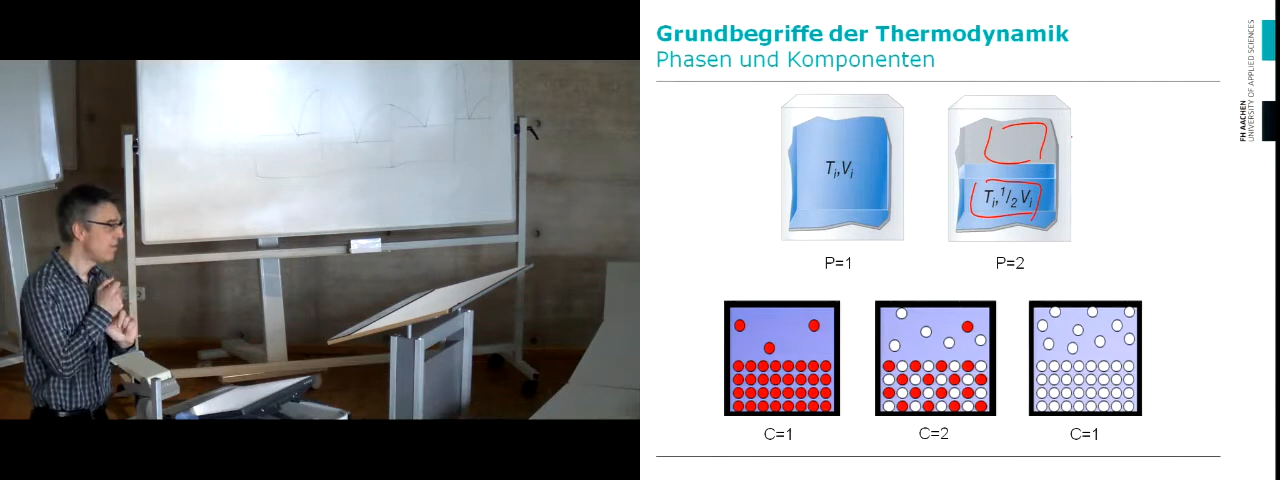 Grundbegriffe der Thermodynamik
Phasen und Komponenten
FH AACHEN
UNIVERSITY OF APPLIED SCIENCES
Tᵢ,Vᵢ
Tᵢ,¹/₂ Vᵢ
P=1
P=2
C=1
C=2
C=1